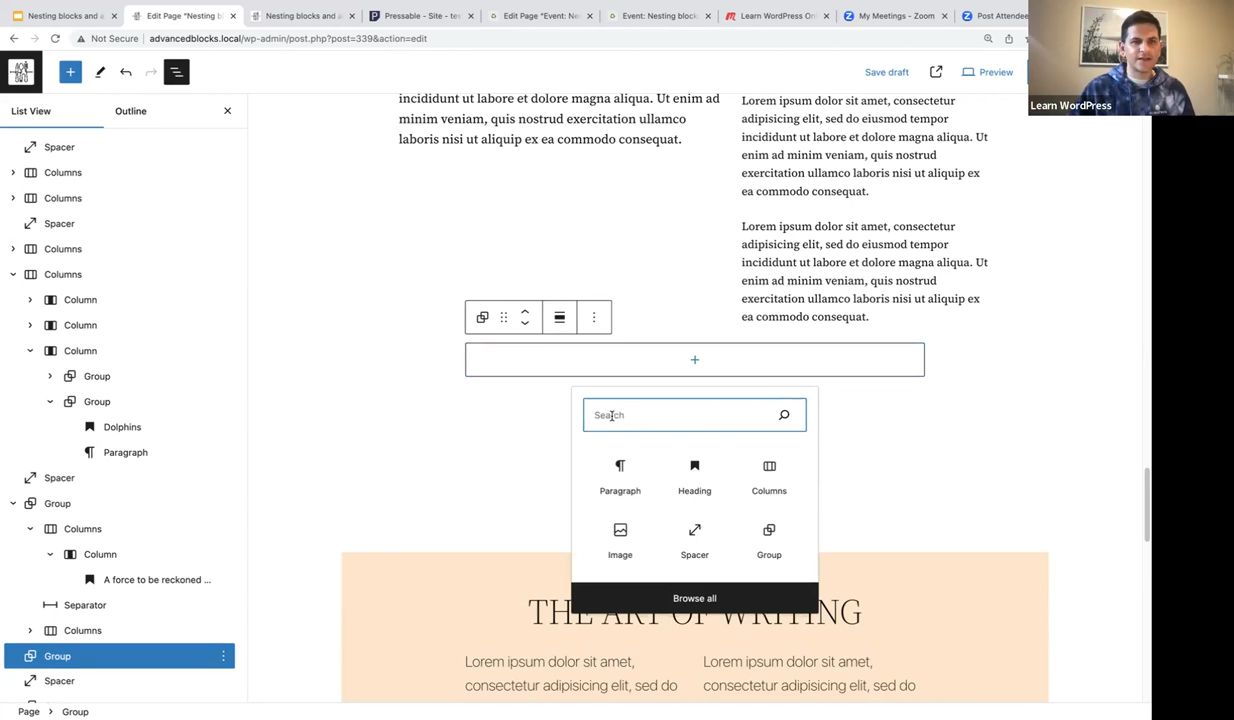 Edit Page "Nesting b
Nesting blocks and a
Pressable - Site - te
Edit Page "Event: Ne
Event: Nesting block
Learn WordPress On
My Meetings - Zoom
Post Attende
Not Secure
advancedblocks.local/wp-admin/post.php?post=339&action=edit
Learn WordPress
Save draft
Preview
List View
Outline
Spacer
Columns
Columns
Spacer
Columns
Columns
Column
Column
Column
Group
Group
Dolphins
Paragraph
Spacer
Group
Columns
Column
A force to be reckoned ...
Separator
Columns
Group
Spacer
Page
Group
incididunt ut labore et dolore magna aliqua. Ut enim ad
minim veniam, quis nostrud exercitation ullamco
laboris nisi ut aliquip ex ea commodo consequat.
Lorem ipsum dolor sit amet, consectetur
adipisicing elit, sed do eiusmod tempor
incididunt ut labore et dolore magna aliqua. Ut
enim ad minim veniam, quis nostrud
exercitation ullamco laboris nisi ut aliquip ex
ea commodo consequat.
Lorem ipsum dolor sit amet, consectetur
adipisicing elit, sed do eiusmod tempor
incididunt ut labore et dolore magna aliqua. Ut
enim ad minim veniam, quis nostrud
exercitation ullamco laboris nisi ut aliquip ex
ea commodo consequat.
Search
Paragraph
Heading
Columns
Image
Spacer
Group
Browse all
THE ART OF WRITING
Lorem ipsum dolor sit amet,
consectetur adipisicing elit, sed do
Lorem ipsum dolor sit amet,
consectetur adipisicing elit, sed do